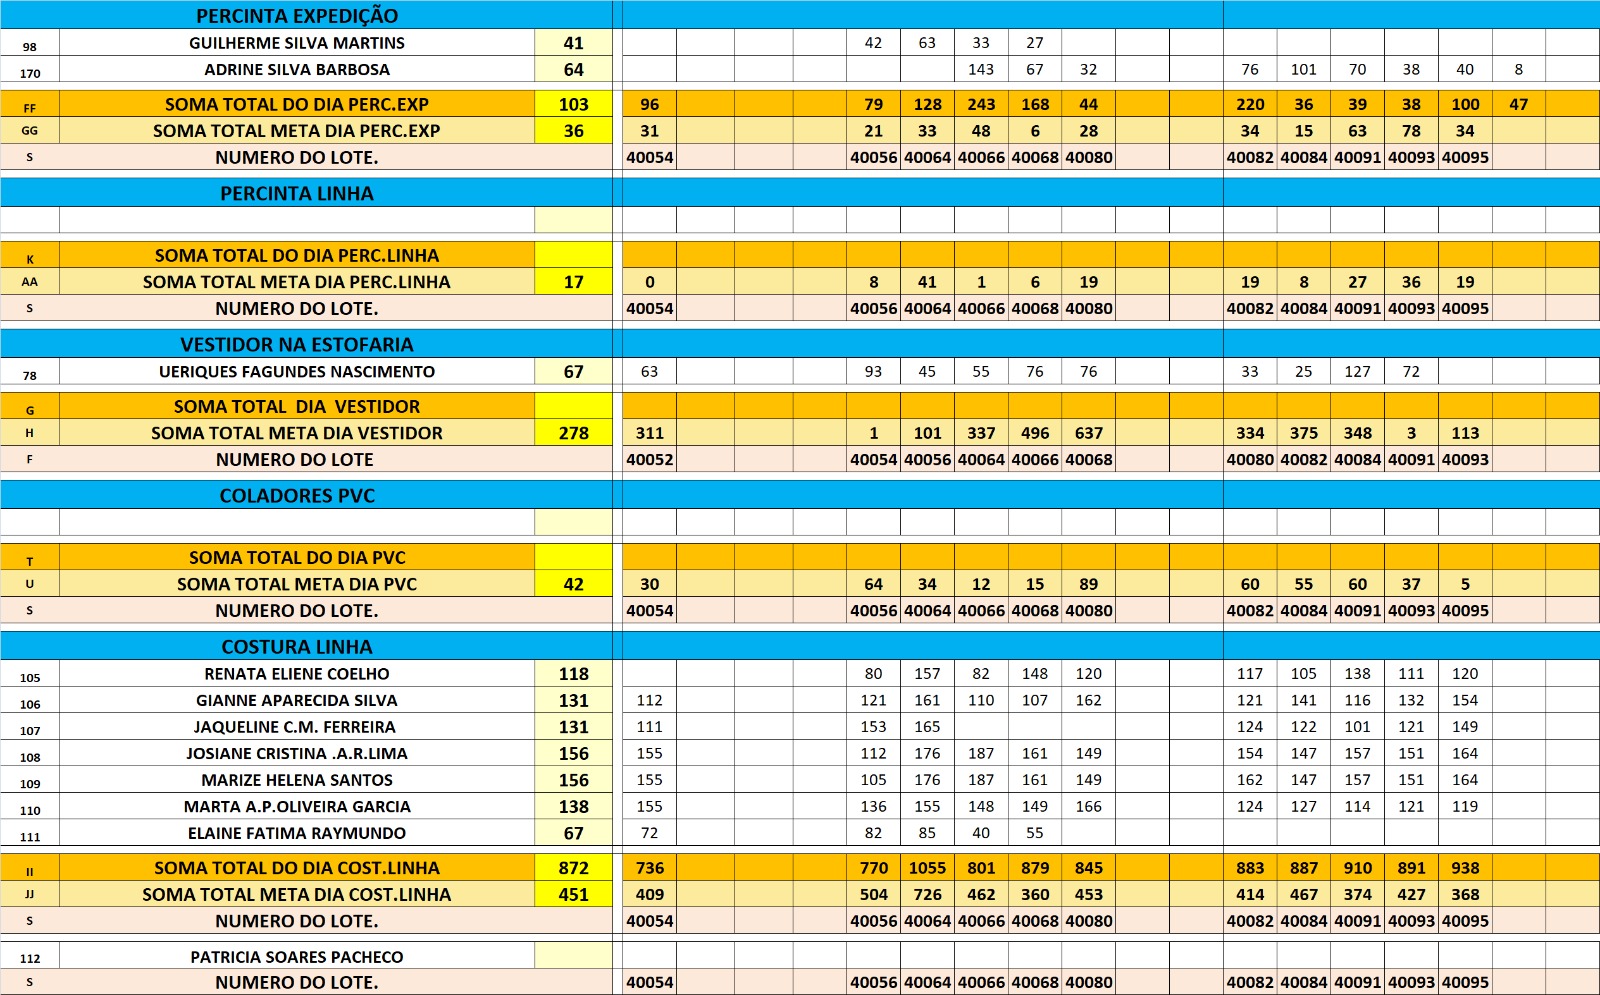 PERCINTA EXPEDIÇÃO
98 GUILHERME SILVA MARTINS 41 42 63 33 27
170 ADRINE SILVA BARBOSA 64 143 67 32 76 101 70 38 40 8
FF SOMA TOTAL DO DIA PERC.EXP 103 96 79 128 243 168 44 220 36 39 38 100 47
GG SOMA TOTAL META DIA PERC.EXP 36 31 21 33 48 6 28 34 15 63 78 34
S NUMERO DO LOTE. 40054 40056 40064 40066 40068 40080 40082 40084 40091 40093 40095
PERCINTA LINHA
K SOMA TOTAL DO DIA PERC.LINHA
AA SOMA TOTAL META DIA PERC.LINHA 17 0 8 41 1 6 19 19 8 27 36 19
S NUMERO DO LOTE. 40054 40056 40064 40066 40068 40080 40082 40084 40091 40093 40095
VESTIDOR NA ESTOFARIA
78 UERIQUES FAGUNDES NASCIMENTO 67 63 93 45 55 76 76 33 25 127 72
G SOMA TOTAL DIA VESTIDOR
H SOMA TOTAL META DIA VESTIDOR 278 311 1 101 337 496 637 334 375 348 3 113
F NUMERO DO LOTE 40052 40054 40056 40064 40066 40068 40080 40082 40084 40091 40093
COLADORES PVC
T SOMA TOTAL DO DIA PVC
U SOMA TOTAL META DIA PVC 42 30 64 34 12 15 89 60 55 60 37 5
S NUMERO DO LOTE. 40054 40056 40064 40066 40068 40080 40082 40084 40091 40093 40095
COSTURA LINHA
105 RENATA ELIENE COELHO 118 80 157 82 148 120 117 105 138 111 120
106 GIANNE APARECIDA SILVA 131 112 121 161 110 107 162 121 141 116 132 154
107 JAQUELINE C.M. FERREIRA 131 111 153 165 124 122 101 121 149
108 JOSIANE CRISTINA .A.R.LIMA 156 155 112 176 187 161 149 154 147 157 151 164
109 MARIZE HELENA SANTOS 156 155 105 176 187 161 149 162 147 157 151 164
110 MARTA A.P.OLIVEIRA GARCIA 138 155 136 155 148 149 166 124 127 114 121 119
111 ELAINE FATIMA RAYMUNDO 67 72 82 85 40 55
II SOMA TOTAL DO DIA COST.LINHA 872 736 770 1055 801 879 845 883 887 910 891 938
JJ SOMA TOTAL META DIA COST.LINHA 451 409 504 726 462 360 453 414 467 374 427 368
S NUMERO DO LOTE. 40054 40056 40064 40066 40068 40080 40082 40084 40091 40093 40095
112 PATRICIA SOARES PACHECO
S NUMERO DO LOTE. 40054 40056 40064 40066 40068 40080 40082 40084 40091 40093 40095